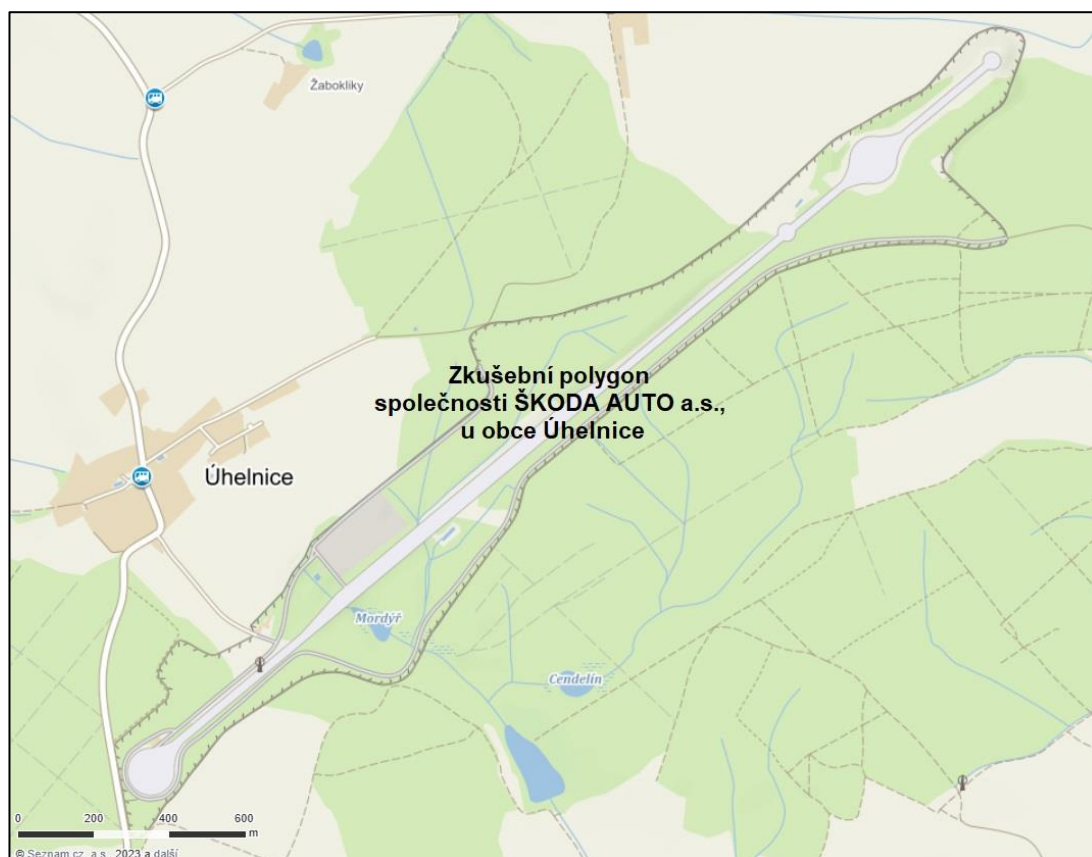 Žabokliky
Zkušební polygon
společnosti ŠKODA AUTO a.s.,
u obce Úhelnice
Úhelnice
Mordýř
Cendelín
0 200 400 600
m
© Seznam.cz, a.s., 2023 a další